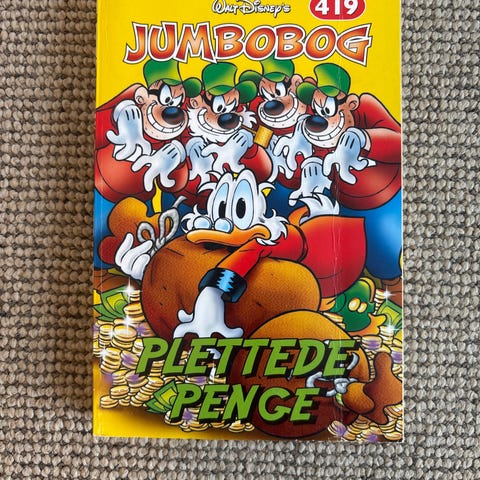 Walt Disney's
419
JUMBOBOG
PLETTEDE
PENGE